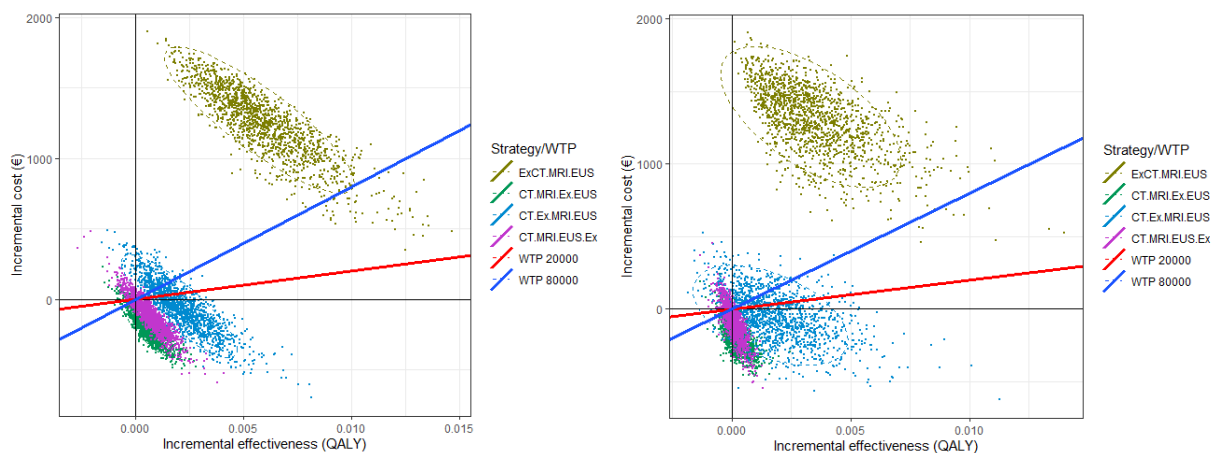 2000
1000
0
Incremental cost (€)
0.000
0.005
0.010
0.015
Incremental effectiveness (QALY)
Strategy/WTP
ExCT.MRI.EUS
CT.MRI.Ex.EUS
CT.Ex.MRI.EUS
CT.MRI.EUS.Ex
WTP 20000
WTP 80000
2000
1000
0
Incremental cost (€)
0.000
0.005
0.010
Incremental effectiveness (QALY)
Strategy/WTP
ExCT.MRI.EUS
CT.MRI.Ex.EUS
CT.Ex.MRI.EUS
CT.MRI.EUS.Ex
WTP 20000
WTP 80000